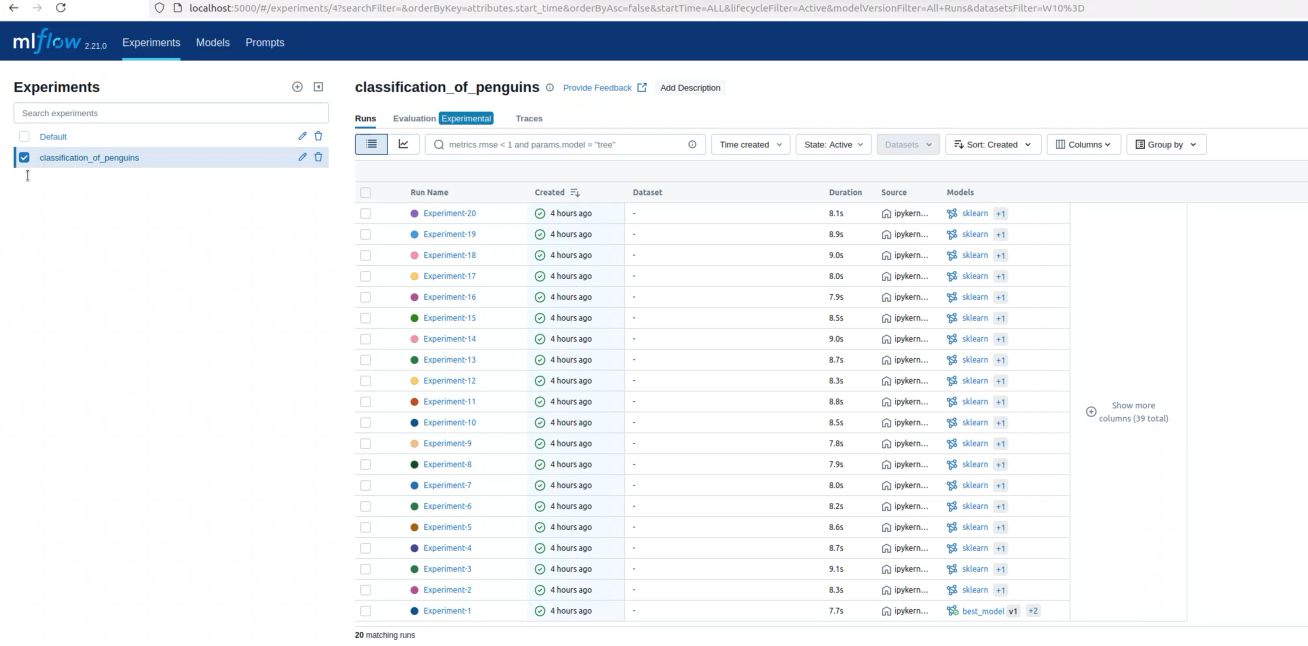 localhost:5000/#/experiments/4?searchFilter=&orderByKey=attributes.start_time&orderByAsc=false&startTime=ALL&lifecycleFilter=Active&modelVersionFilter=All+Runs&datasetsFilter=W10%3D
mlflow 2.21.0 Experiments Models Prompts
Experiments
Search experiments
Default
classification_of_penguins
classification_of_penguins Provide Feedback Add Description
Runs Evaluation Experimental Traces
metrics.rmse < 1 and params.model = "tree" Time created State: Active Datasets Sort: Created Columns Group by
Run Name Created Dataset Duration Source Models
Experiment-20 4 hours ago - 8.1s ipykern... sklearn +1
Experiment-19 4 hours ago - 8.9s ipykern... sklearn +1
Experiment-18 4 hours ago - 9.0s ipykern... sklearn +1
Experiment-17 4 hours ago - 8.0s ipykern... sklearn +1
Experiment-16 4 hours ago - 7.9s ipykern... sklearn +1
Experiment-15 4 hours ago - 8.5s ipykern... sklearn +1
Experiment-14 4 hours ago - 9.0s ipykern... sklearn +1
Experiment-13 4 hours ago - 8.7s ipykern... sklearn +1
Experiment-12 4 hours ago - 8.3s ipykern... sklearn +1
Experiment-11 4 hours ago - 8.8s ipykern... sklearn +1
Experiment-10 4 hours ago - 8.5s ipykern... sklearn +1
Experiment-9 4 hours ago - 7.8s ipykern... sklearn +1
Experiment-8 4 hours ago - 7.9s ipykern... sklearn +1
Experiment-7 4 hours ago - 8.0s ipykern... sklearn +1
Experiment-6 4 hours ago - 8.2s ipykern... sklearn +1
Experiment-5 4 hours ago - 8.6s ipykern... sklearn +1
Experiment-4 4 hours ago - 8.7s ipykern... sklearn +1
Experiment-3 4 hours ago - 9.1s ipykern... sklearn +1
Experiment-2 4 hours ago - 8.3s ipykern... sklearn +1
Experiment-1 4 hours ago - 7.7s ipykern... best_model v1 +2
Show more
columns (39 total)
20 matching runs